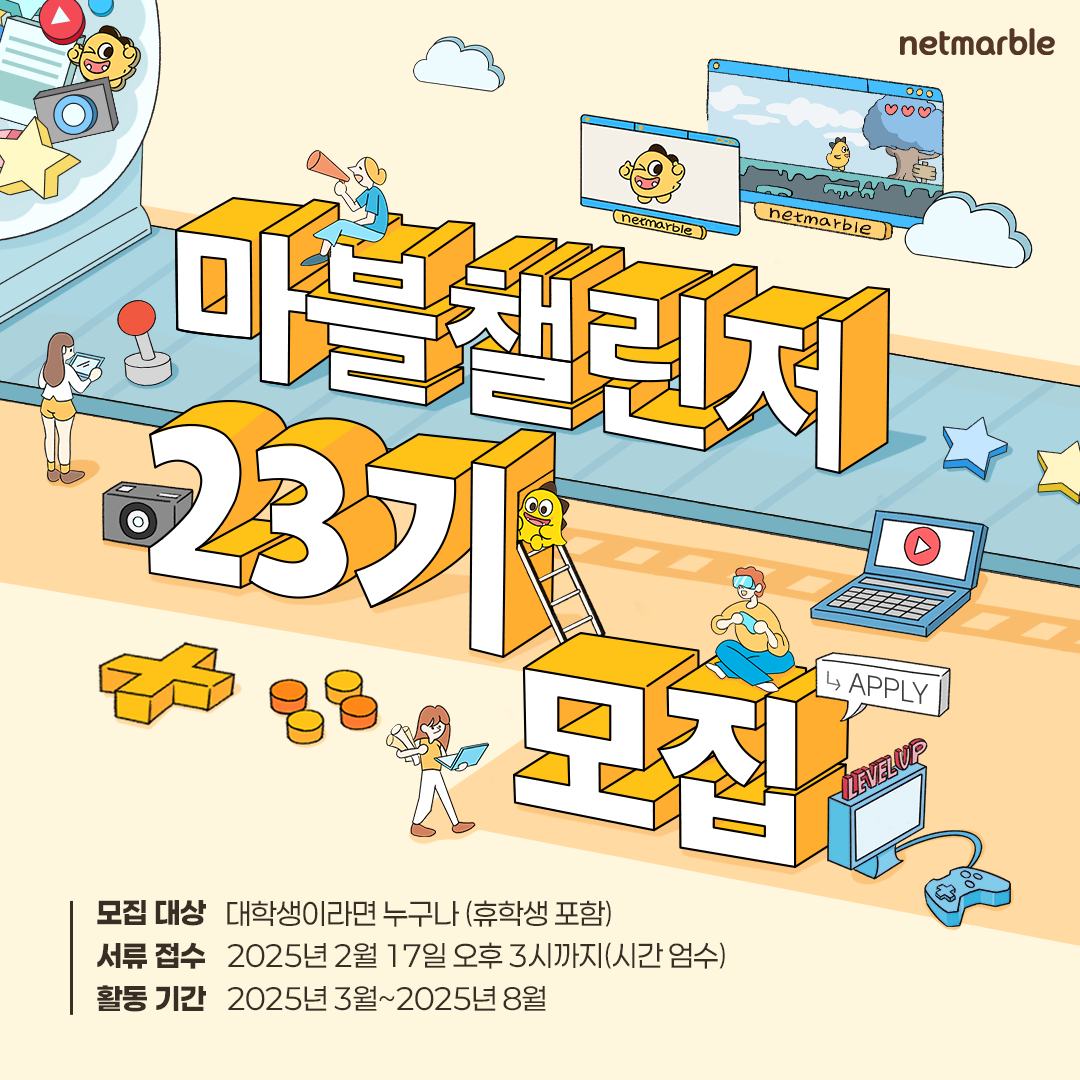 netmarble
netmarble
netmarble
마블챌린저
23기
모집
↳ APPLY
LEVEL UP
모집 대상 대학생이라면 누구나 (휴학생 포함)
서류 접수 2025년 2월 17일 오후 3시까지(시간 엄수)
활동 기간 2025년 3월~2025년 8월